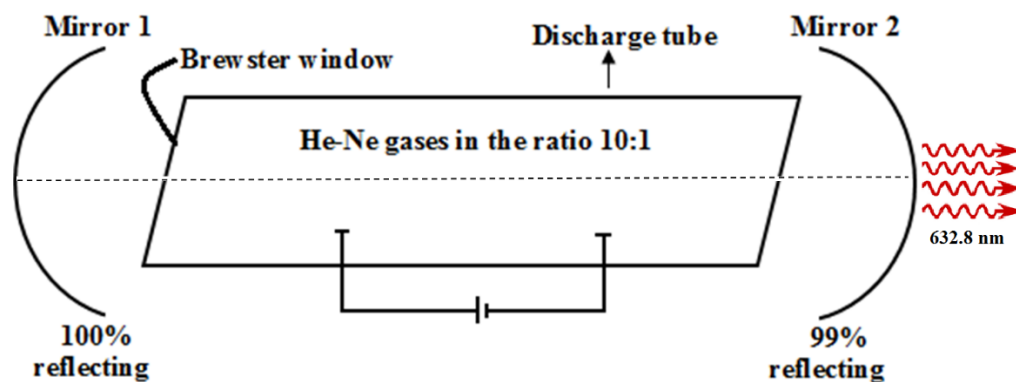 Mirror 1
Mirror 2
Discharge tube
Brewster window
He-Ne gases in the ratio 10:1
632.8 nm
100%
reflecting
99%
reflecting